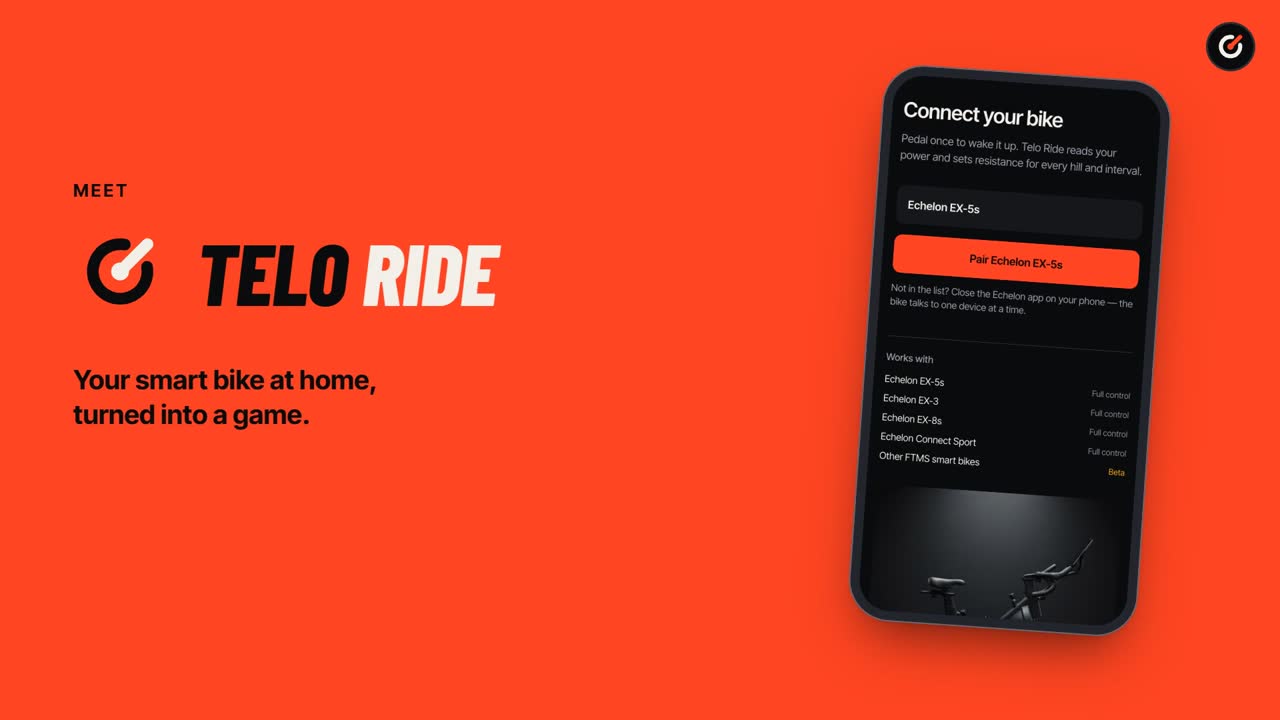 MEET
TELO RIDE
Your smart bike at home,
turned into a game.
Connect your bike
Pedal once to wake it up. Telo Ride reads your
power and sets resistance for every hill and interval.
Echelon EX-5s
Pair Echelon EX-5s
Not in the list? Close the Echelon app on your phone — the
bike talks to one device at a time.
Works with
Echelon EX-5s Full control
Echelon EX-3 Full control
Echelon EX-8s Full control
Echelon Connect Sport Full control
Other FTMS smart bikes Beta